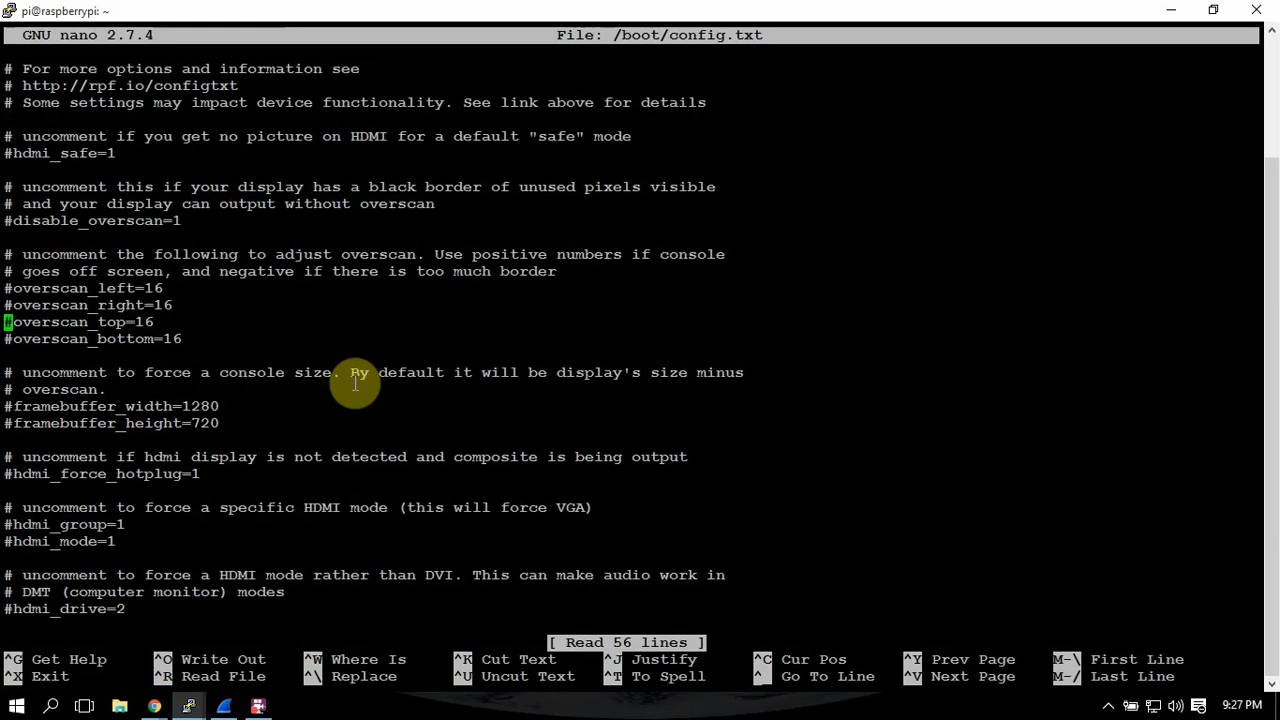 pi@raspberrypi: ~
GNU nano 2.7.4 File: /boot/config.txt
# For more options and information see
# http://rpf.io/configtxt
# Some settings may impact device functionality. See link above for details
# uncomment if you get no picture on HDMI for a default "safe" mode
#hdmi_safe=1
# uncomment this if your display has a black border of unused pixels visible
# and your display can output without overscan
#disable_overscan=1
# uncomment the following to adjust overscan. Use positive numbers if console
# goes off screen, and negative if there is too much border
#overscan_left=16
#overscan_right=16
#overscan_top=16
#overscan_bottom=16
# uncomment to force a console size. By default it will be display's size minus
# overscan.
#framebuffer_width=1280
#framebuffer_height=720
# uncomment if hdmi display is not detected and composite is being output
#hdmi_force_hotplug=1
# uncomment to force a specific HDMI mode (this will force VGA)
#hdmi_group=1
#hdmi_mode=1
# uncomment to force a HDMI mode rather than DVI. This can make audio work in
# DMT (computer monitor) modes
#hdmi_drive=2
[ Read 56 lines ]
^G Get Help ^O Write Out ^W Where Is ^K Cut Text ^J Justify ^C Cur Pos ^Y Prev Page M-\ First Line
^X Exit ^R Read File ^\ Replace ^U Uncut Text ^T To Spell ^_ Go To Line ^V Next Page M-/ Last Line
9:27 PM